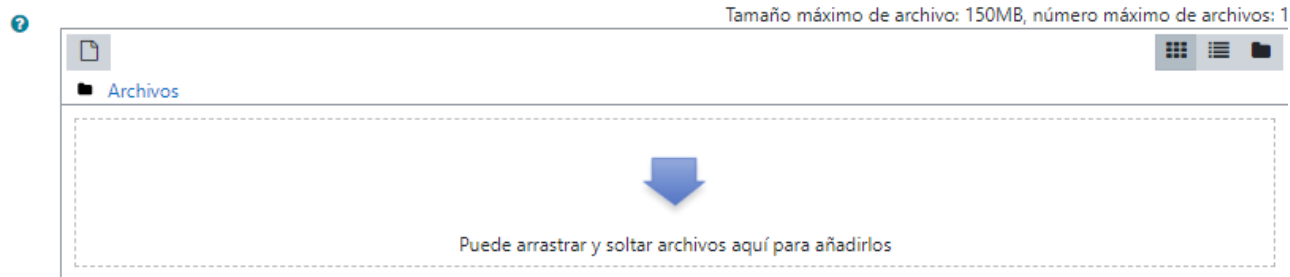 Tamaño máximo de archivo: 150MB, número máximo de archivos: 1
?
Archivos
Puede arrastrar y soltar archivos aquí para añadirlos